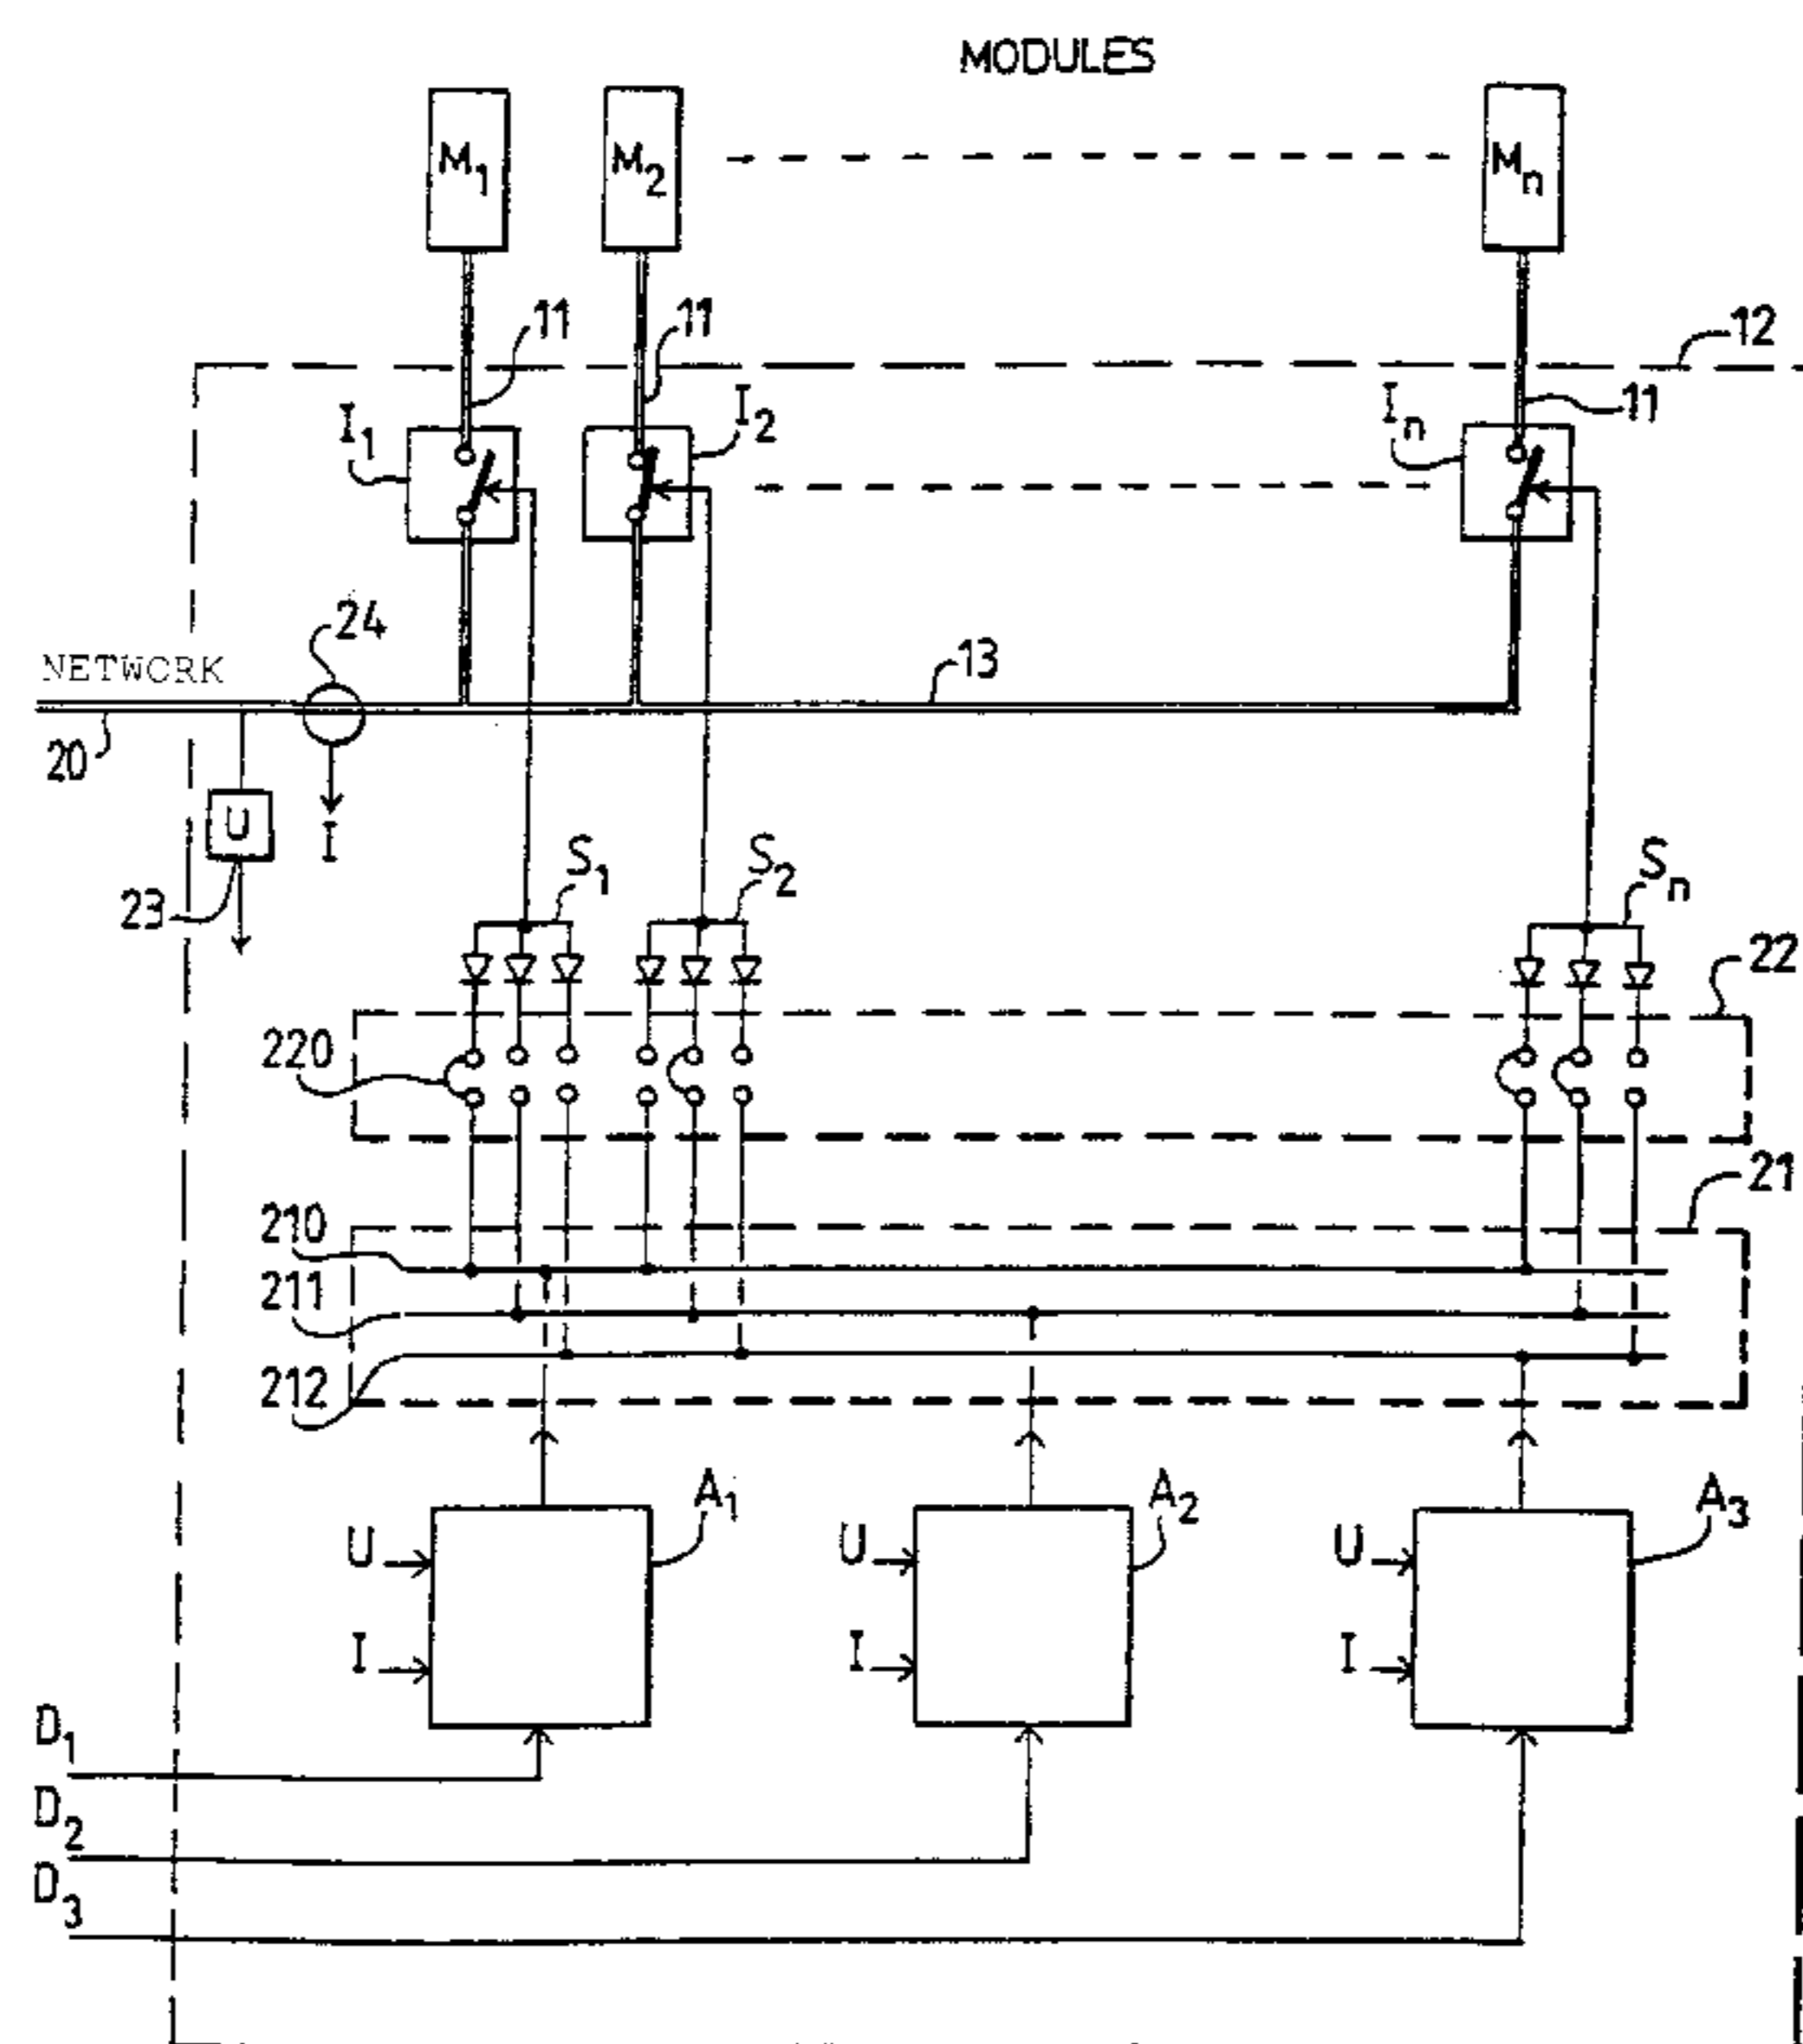 MODULES
M1 M2 Mn
11 11 12
I1 I2 In 11
24
NETWORK 13
20
U I
23 S1 S2 Sn
22
220
21
210
211
212
A1 A2 A3
U U U
I I I
D1
D2
D3